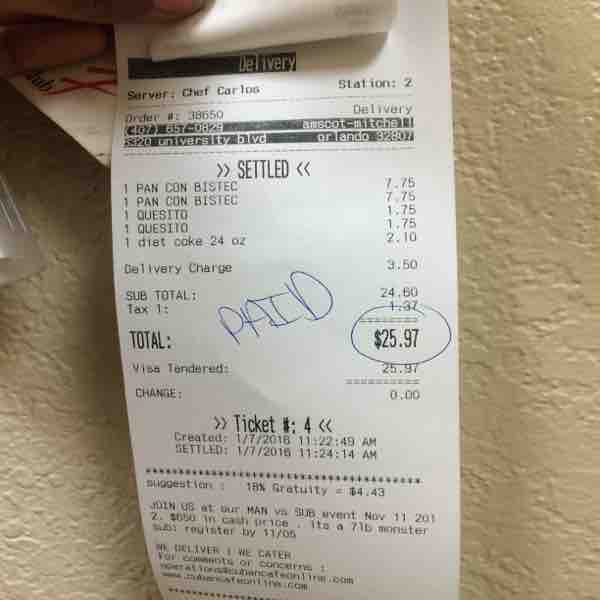 Delivery
Server: Chef Carlos Station: 2
Order #: 38650 Delivery
(407) 657-0829 amscot-mitchell
5320 university blvd orlando 32807
>> SETTLED <<
1 PAN CON BISTEC 7.75
1 PAN CON BISTEC 7.75
1 QUESITO 1.75
1 QUESITO 1.75
1 diet coke 24 oz 2.10
Delivery Charge 3.50
SUB TOTAL: 24.60
Tax 1: 1.37
PAID
TOTAL: $25.97
Visa Tendered: 25.97
CHANGE: 0.00
>> Ticket #: 4 <<
Created: 1/7/2016 11:22:49 AM
SETTLED: 1/7/2016 11:24:14 AM
suggestion : 18% Gratuity = $4.43
JOIN US at our MAN vs SUB event Nov 11 201
2. $650 in cash price . its a 7lb monster
sub: register by 11/05
WE DELIVER | WE CATER
For comments or concerns :
operations@cubancafeonline.com
www.cubancafeonline.com